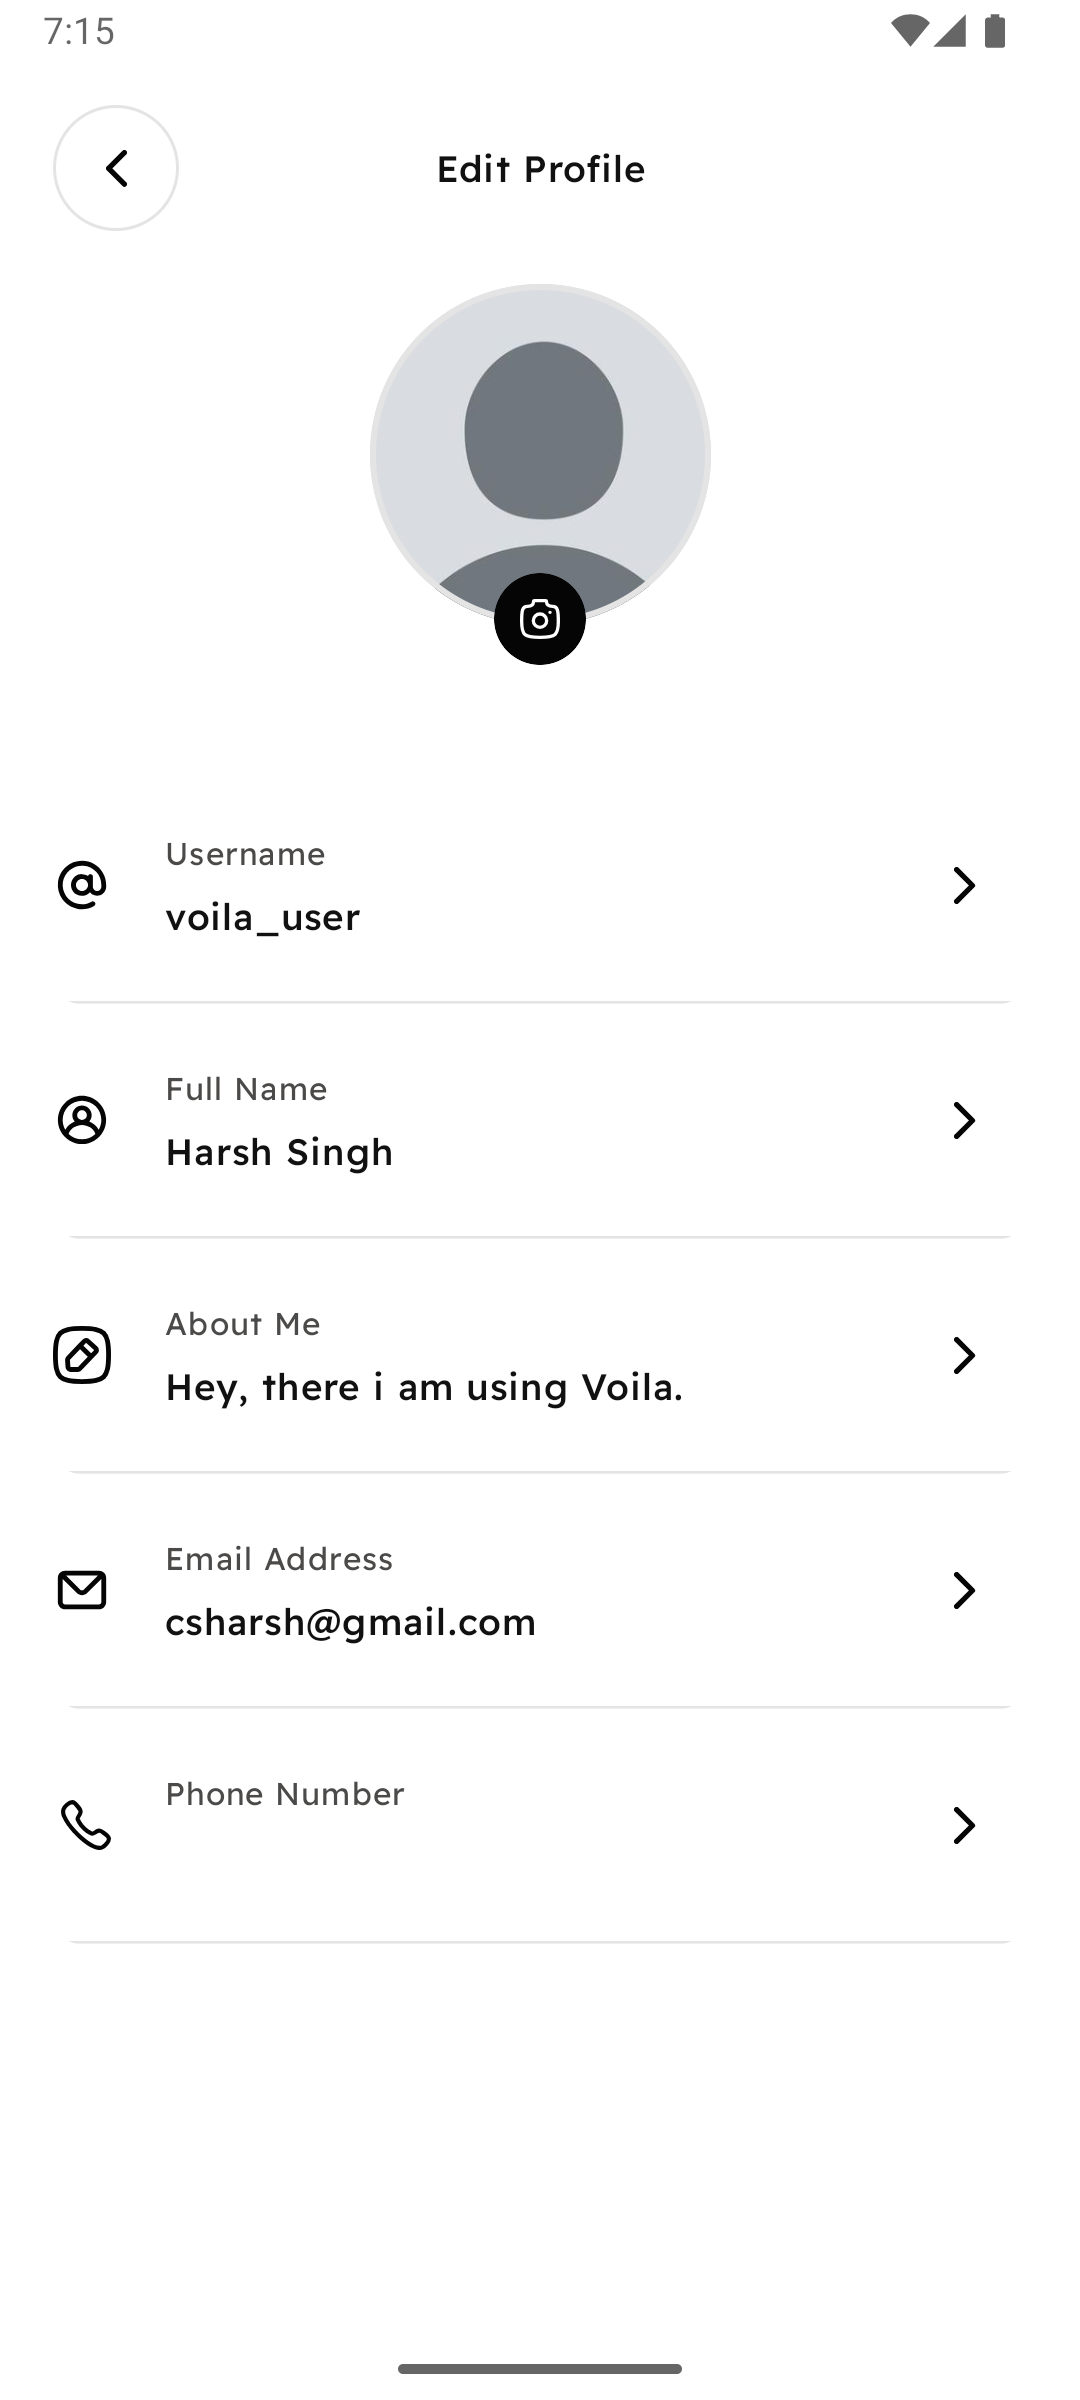 7:15
Edit Profile
Username
voila_user
Full Name
Harsh Singh
About Me
Hey, there i am using Voila.
Email Address
csharsh@gmail.com
Phone Number